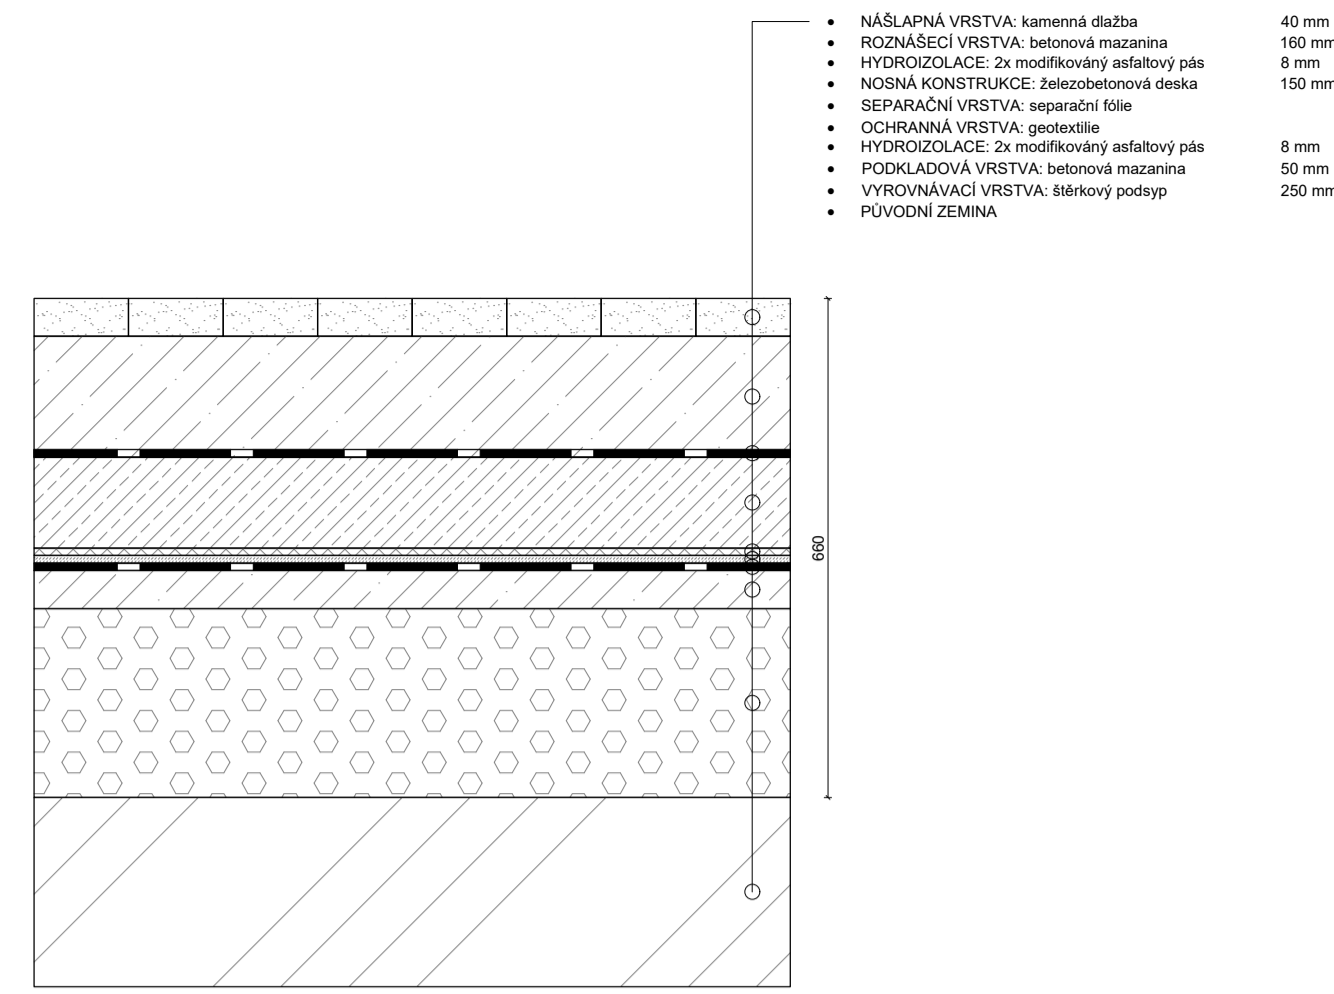 • NÁŠLAPNÁ VRSTVA: kamenná dlažba 40 mm
• ROZNÁŠECÍ VRSTVA: betonová mazanina 160 mm
• HYDROIZOLACE: 2x modifikováný asfaltový pás 8 mm
• NOSNÁ KONSTRUKCE: železobetonová deska 150 mm
• SEPARAČNÍ VRSTVA: separační fólie
• OCHRANNÁ VRSTVA: geotextilie
• HYDROIZOLACE: 2x modifikováný asfaltový pás 8 mm
• PODKLADOVÁ VRSTVA: betonová mazanina 50 mm
• VYROVNÁVACÍ VRSTVA: štěrkový podsyp 250 mm
• PŮVODNÍ ZEMINA
660